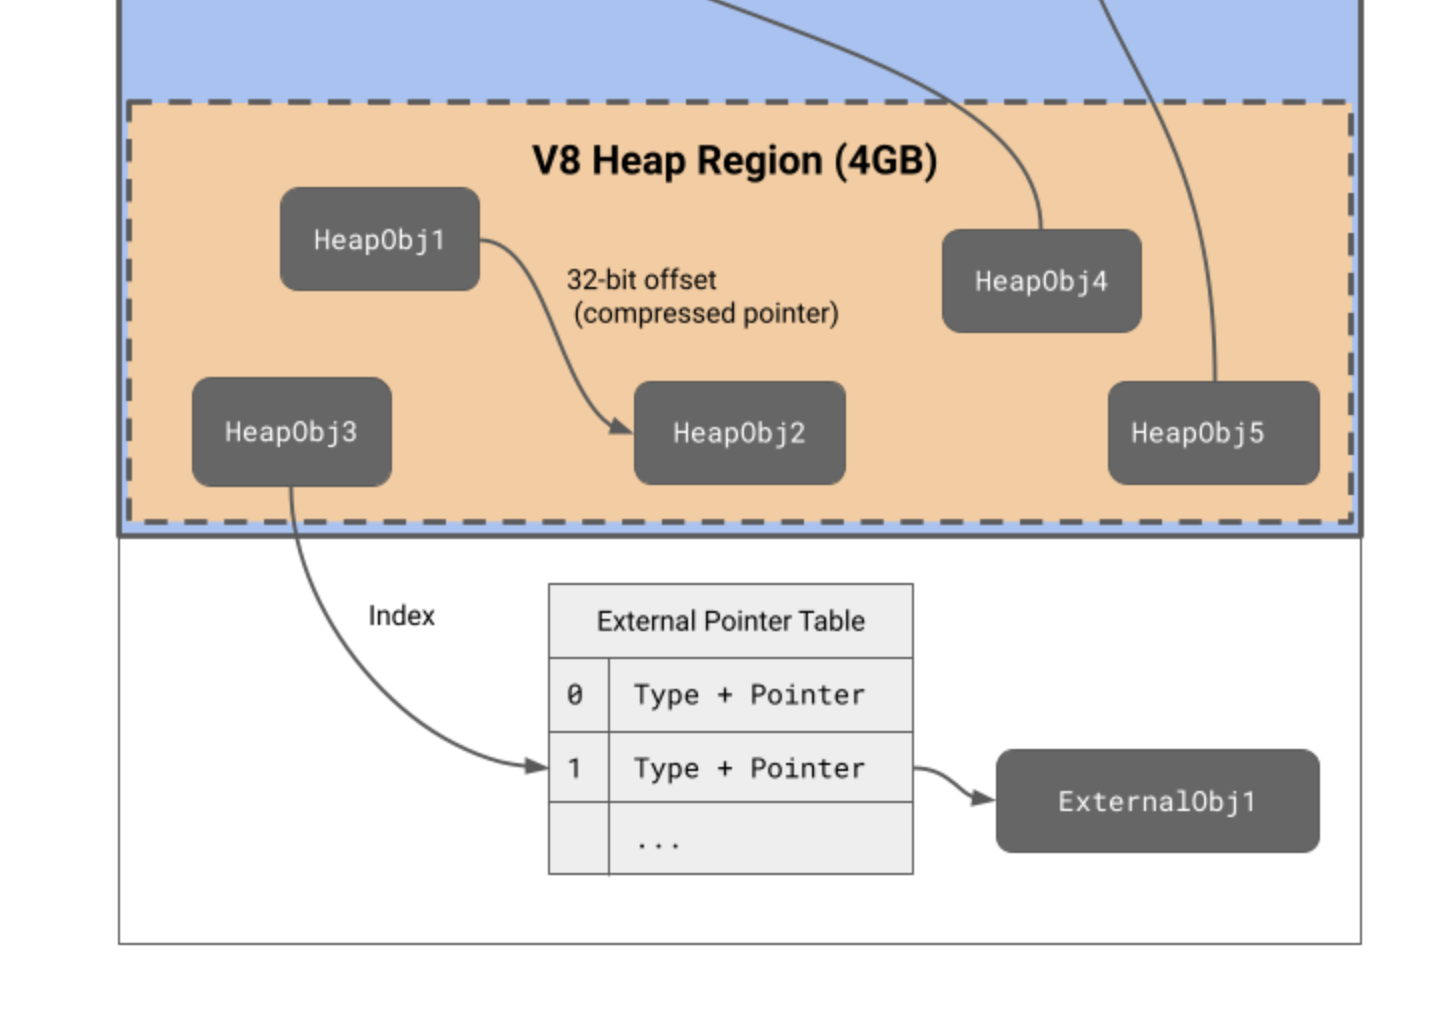 V8 Heap Region (4GB)
HeapObj1
32-bit offset
(compressed pointer)
HeapObj4
HeapObj3
HeapObj2
HeapObj5
Index
External Pointer Table
0 Type + Pointer
1 Type + Pointer
...
ExternalObj1